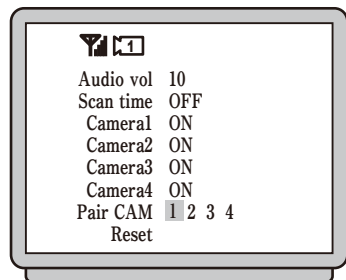 1
Audio vol 10
Scan time OFF
Camera1 ON
Camera2 ON
Camera3 ON
Camera4 ON
Pair CAM 1 2 3 4
Reset